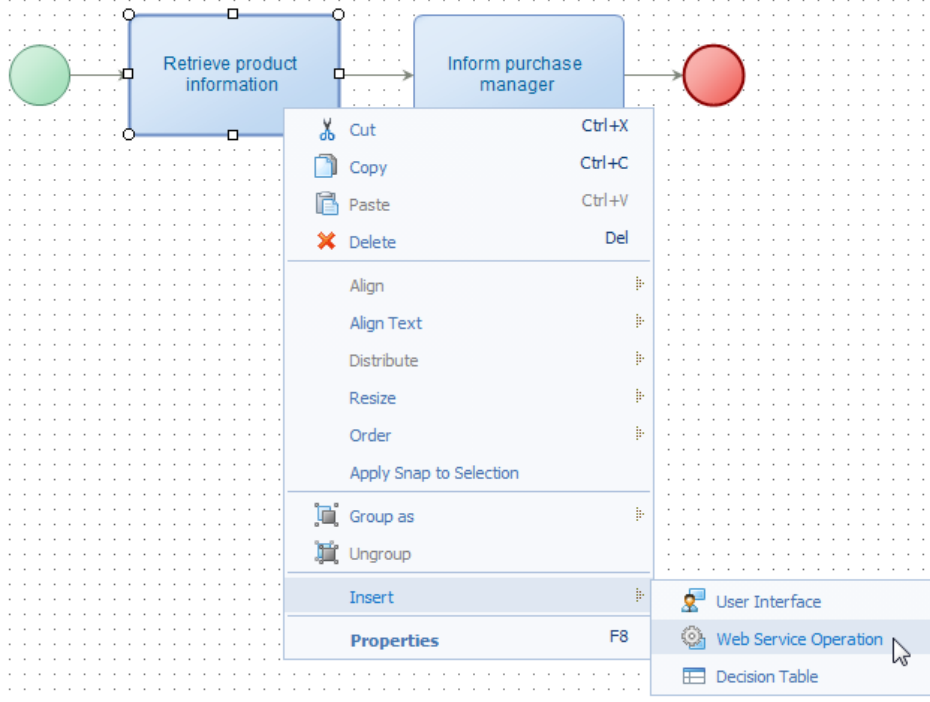 Retrieve product
information
Inform purchase
manager
Cut Ctrl+X
Copy Ctrl+C
Paste Ctrl+V
Delete Del
Align
Align Text
Distribute
Resize
Order
Apply Snap to Selection
Group as
Ungroup
Insert
Properties F8
User Interface
Web Service Operation
Decision Table